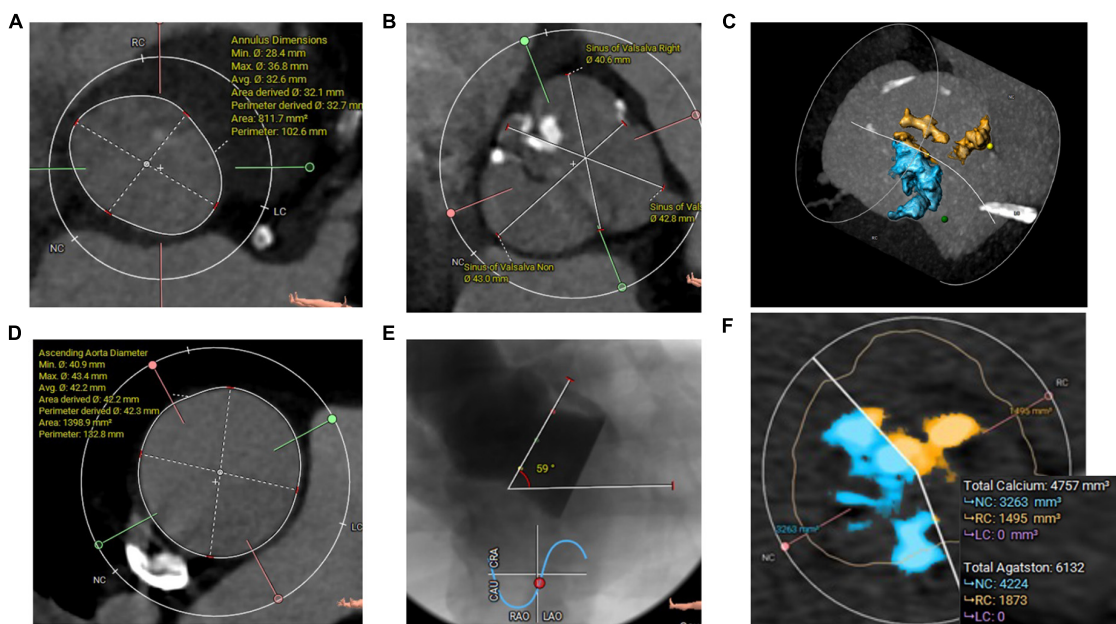 A
RC
Annulus Dimensions
Min. Ø: 28.4 mm
Max. Ø: 36.8 mm
Avg. Ø: 32.6 mm
Area derived Ø: 32.1 mm
Perimeter derived Ø: 32.7 mm
Area: 811.7 mm²
Perimeter: 102.6 mm
LC
NC
B
Sinus of Valsalva Right
Ø 40.6 mm
Sinus of Val
Ø 42.8 mm
NC
Sinus of Valsalva Non
Ø 43.0 mm
C
D
Ascending Aorta Diameter
Min. Ø: 40.9 mm
Max. Ø: 43.4 mm
Avg. Ø: 42.2 mm
Area derived Ø: 42.2 mm
Perimeter derived Ø: 42.3 mm
Area: 1398.9 mm²
Perimeter: 132.8 mm
LC
NC
E
59 °
CAU CRA
RAO LAO
F
RC
1495 mm³
3263 mm³
NC
Total Calcium: 4757 mm³
↳NC: 3263 mm³
↳RC: 1495 mm³
↳LC: 0 mm³
Total Agatston: 6132
↳NC: 4224
↳RC: 1873
↳LC: 0